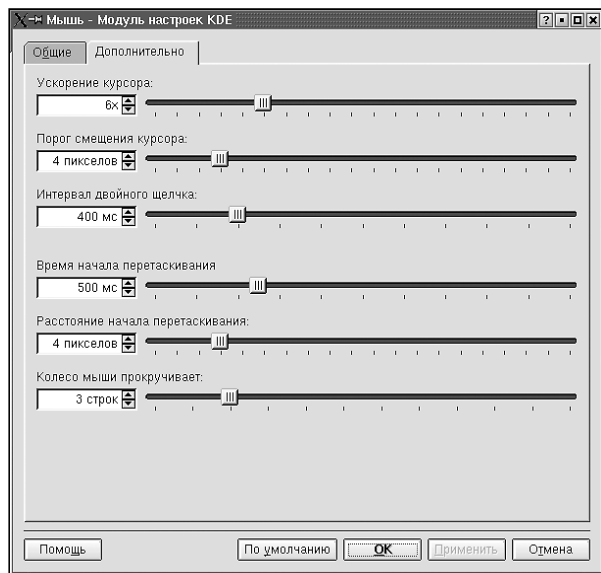 Мышь - Модуль настроек KDE
Общие Дополнительно
Ускорение курсора:
6x
Порог смещения курсора:
4 пикселов
Интервал двойного щелчка:
400 мс
Время начала перетаскивания
500 мс
Расстояние начала перетаскивания:
4 пикселов
Колесо мыши прокручивает:
3 строк
Помощь По умолчанию OK Применить Отмена